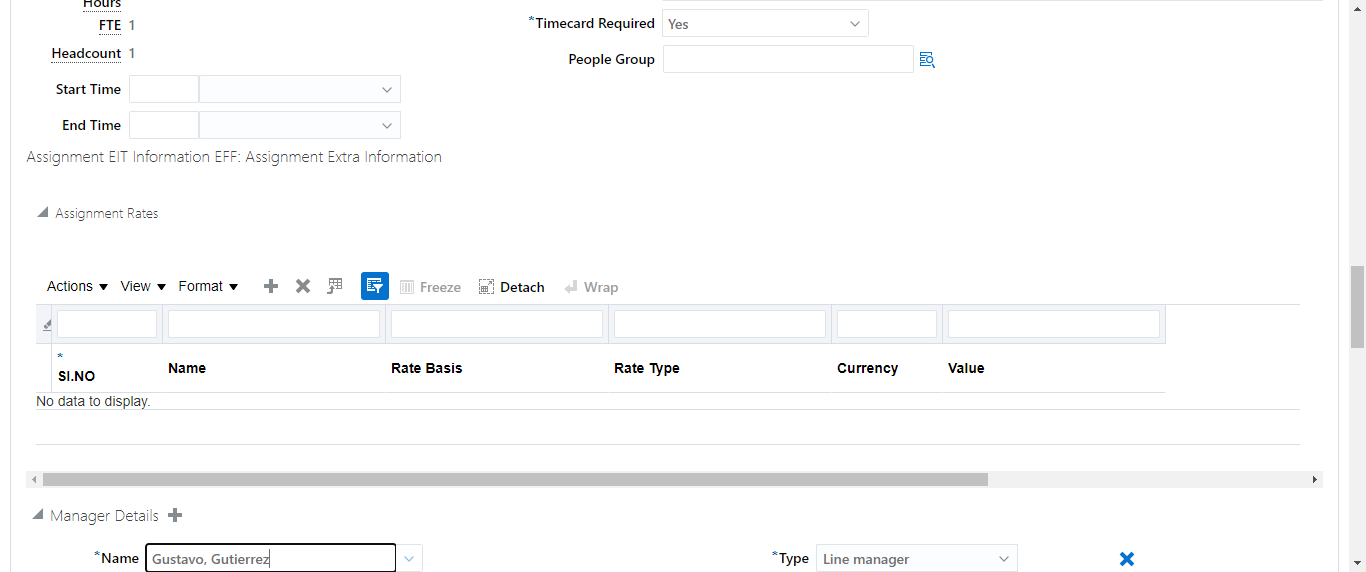 Hours
FTE 1
*Timecard Required Yes
Headcount 1
People Group
Start Time
End Time
Assignment EIT Information EFF: Assignment Extra Information
Assignment Rates
Actions View Format Freeze Detach Wrap
* SI.NO Name Rate Basis Rate Type Currency Value
No data to display.
Manager Details
*Name Gustavo, Gutierrez *Type Line manager